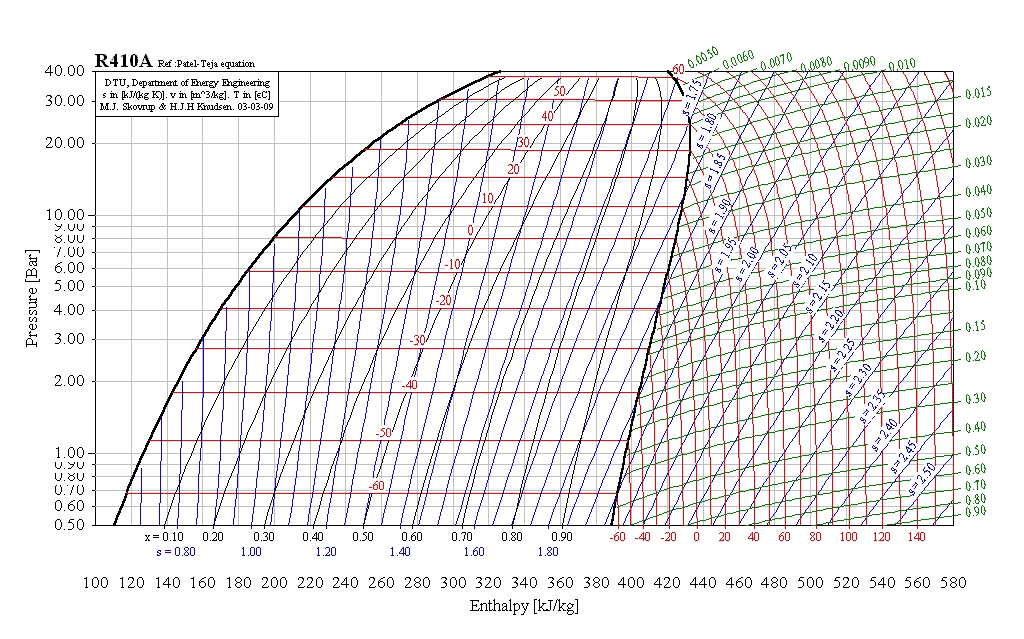 R410A Ref :Patel-Teja equation
DTU, Department of Energy Engineering
s in [kJ/(kg K)]. v in [m^3/kg]. T in [εC]
M.J. Skovrup & H.J.H Knudsen. 03-03-09
0.0050 0.0060 0.0070 0.0080 0.0090 0.010
0.015
0.020
0.030
0.040
0.050
0.060
0.070
0.080
0.090
0.10
0.15
0.20
0.30
0.40
0.50
0.60
0.70
0.80
0.90
40.00
30.00
20.00
10.00
9.00
8.00
7.00
6.00
5.00
4.00
3.00
2.00
1.00
0.90
0.80
0.70
0.60
0.50
Pressure [Bar]
60
50
40
30
20
10
0
-10
-20
-30
-40
-50
-60
s = 1.75
s = 1.80
s = 1.85
s = 1.90
s = 1.95
s = 2.00
s = 2.05
s = 2.10
s = 2.15
s = 2.20
s = 2.25
s = 2.30
s = 2.35
s = 2.40
s = 2.45
s = 2.50
x = 0.10 0.20 0.30 0.40 0.50 0.60 0.70 0.80 0.90
-60 -40 -20 0 20 40 60 80 100 120 140
s = 0.80 1.00 1.20 1.40 1.60 1.80
100 120 140 160 180 200 220 240 260 280 300 320 340 360 380 400 420 440 460 480 500 520 540 560 580
Enthalpy [kJ/kg]